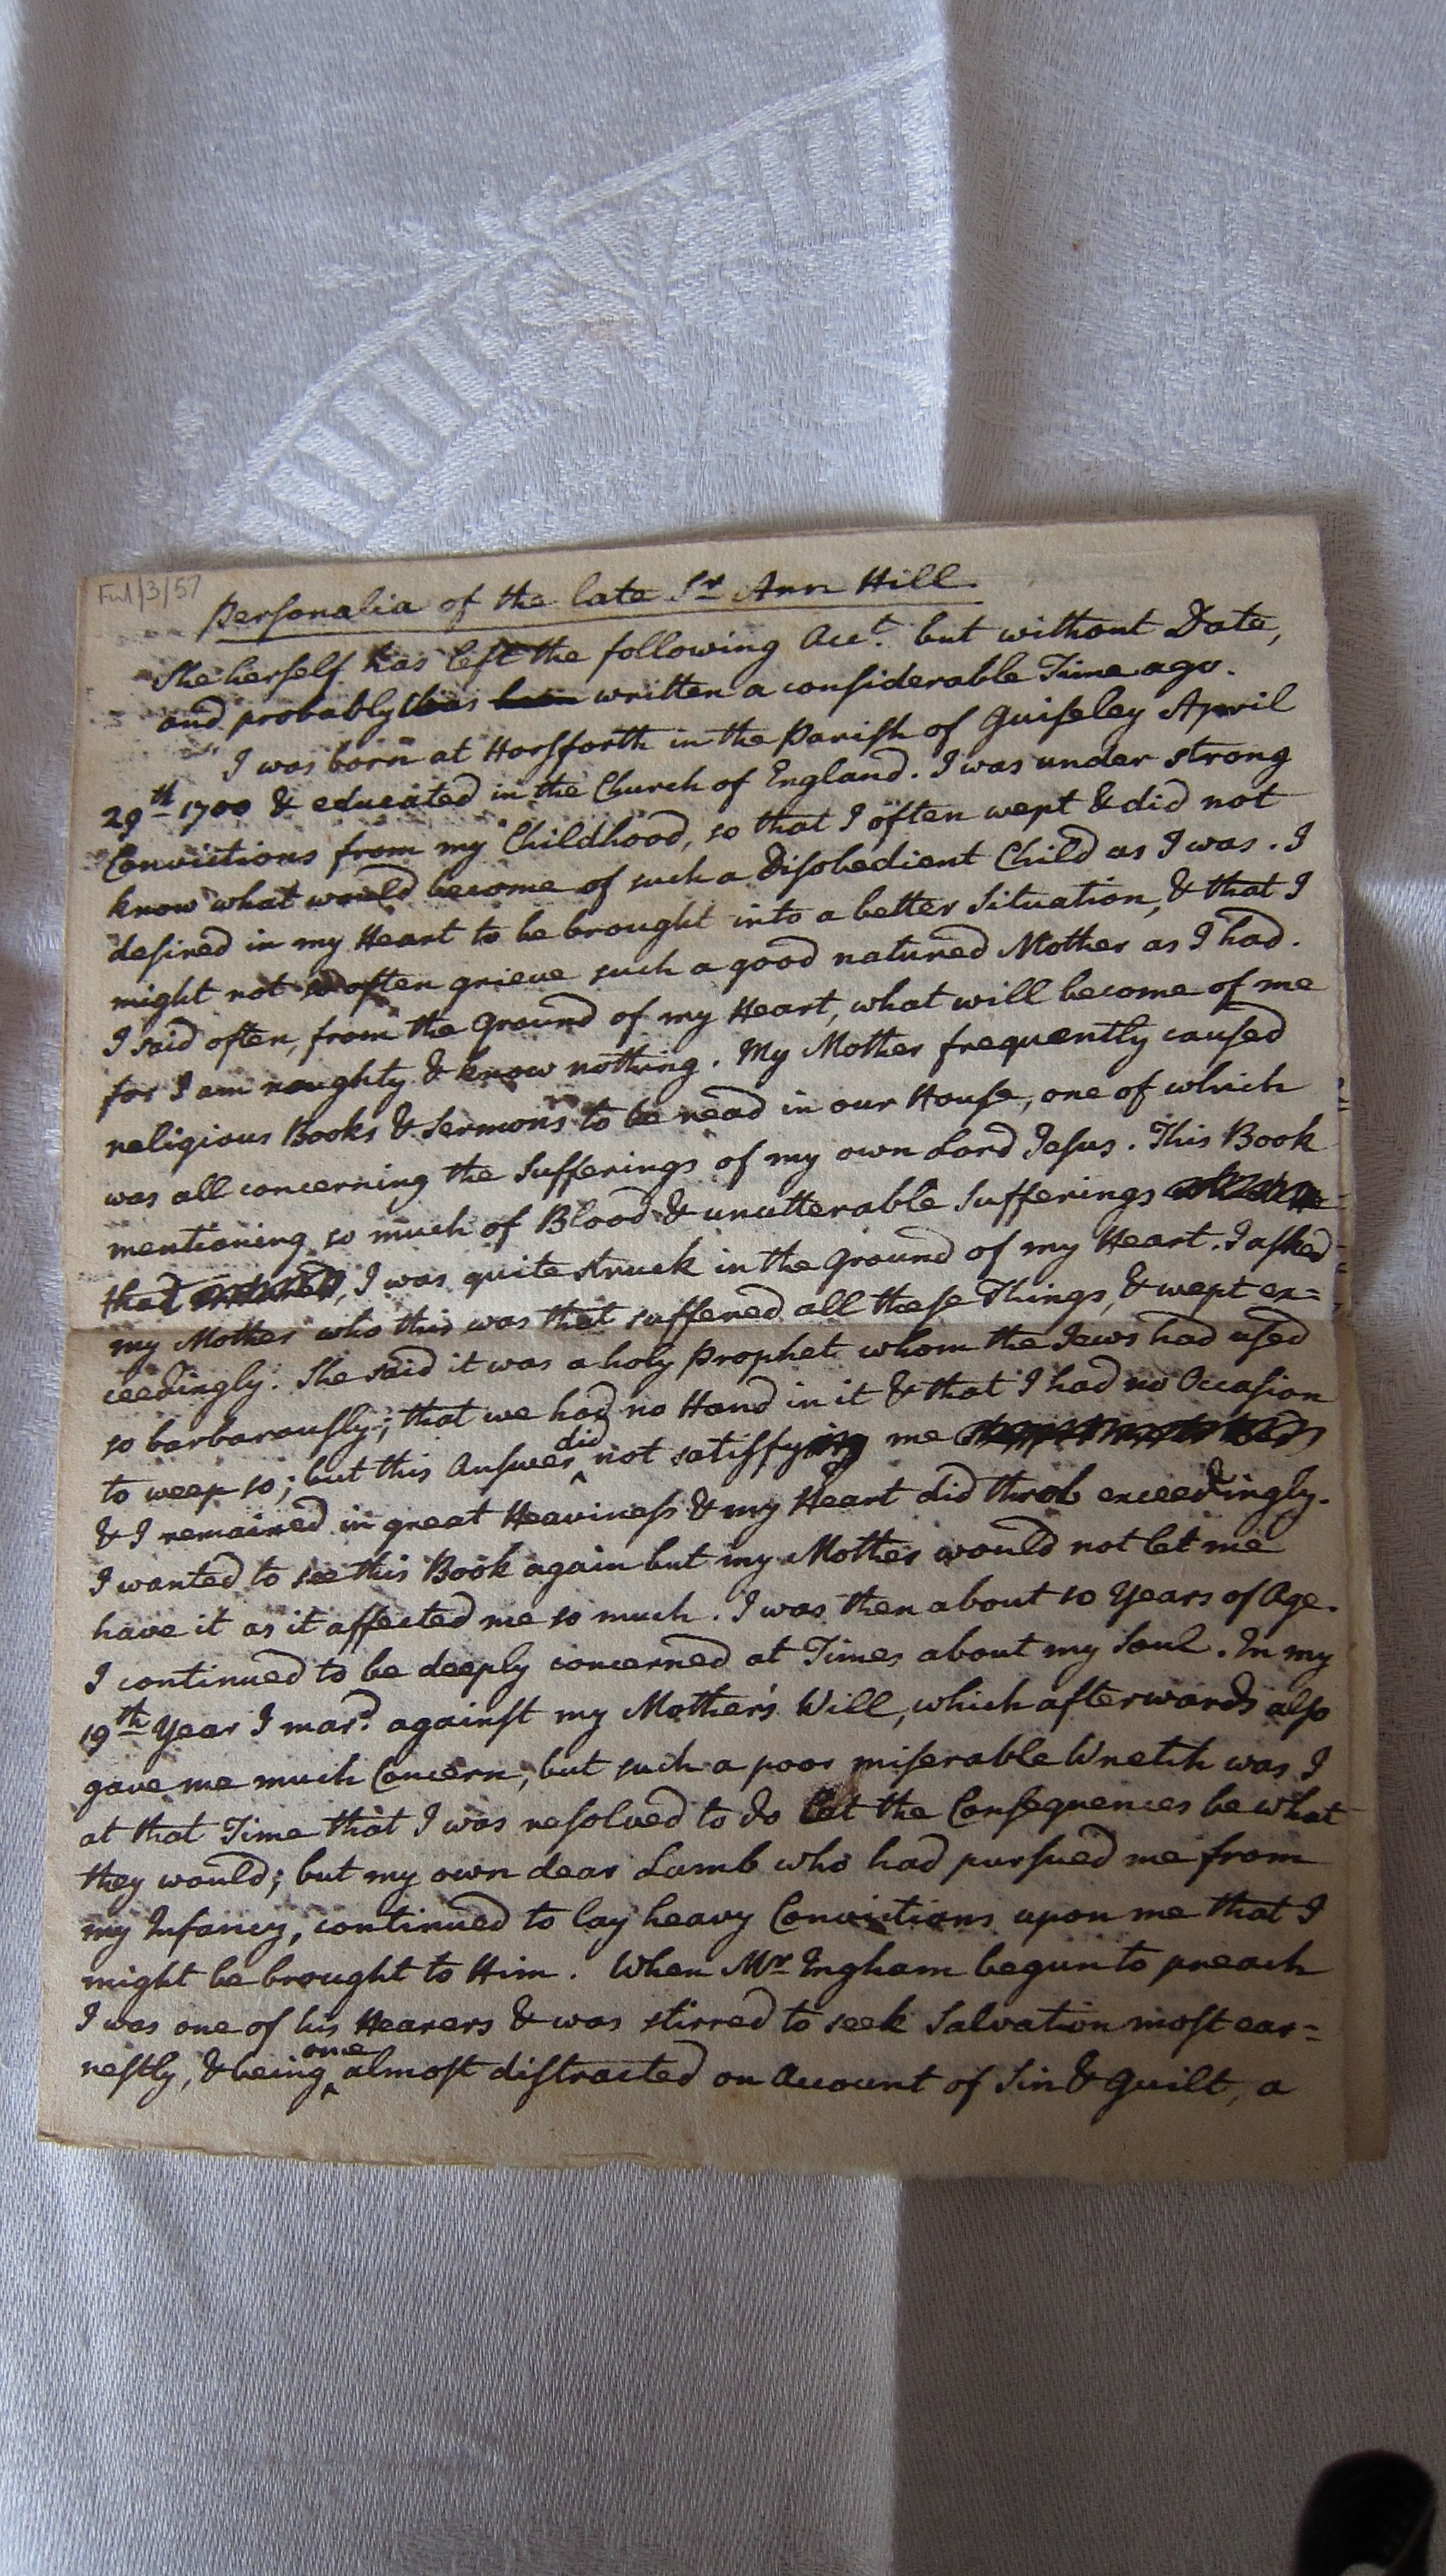 Ful/3/57
Personalia of the late Sr. Ann Hill.
She herself has left the following Acct. but without Date,
and probably was written a considerable Time ago.
"I was born at Horsforth in the Parish of Guiseley April
29th 1700 & educated in the Church of England. I was under strong
Convictions from my Childhood, so that I often wept & did not
know what would become of such a Disobedient Child as I was. I
desired in my Heart to be brought into a better Situation, & that I
might not so often grieve such a good natured Mother as I had.
I said often, from the Ground of my Heart, what will become of me
for I am naughty & know nothing. My Mother frequently caused
religious Books & Sermons to be read in our House, one of which
was all concerning the Sufferings of my own Lord Jesus. This Book
mentioning so much of Blood & unutterable Sufferings
that I was quite struck in the Ground of my Heart. I asked
my Mother who this was that suffered all these Things, & wept ex=
ceedingly. She said it was a holy Prophet whom the Jews had used
so barbarously; that we had no Hand in it & that I had no Occasion
to weep so; but this Answer did not satisfy me
& I remained in great Heaviness & my Heart did throb exceedingly.
I wanted to see this Book again but my Mother would not let me
have it as it affected me so much. I was then about 10 Years of Age.
I continued to be deeply concerned at Times about my Soul. In my
19th Year I mard. against my Mother's Will, which afterwards also
gave me much Concern, but such a poor miserable Wretch was I
at that Time that I was resolved to do let the Consequences be what
they would; but my own dear Lamb who had pursued me from
my Infancy, continued to lay heavy Convictions upon me that I
might be brought to Him. When Mr. Ingham begun to preach
I was one of his Hearers & was stirred to seek Salvation most ear=
nestly, & being one almost distracted on Account of Sin & Guilt, a